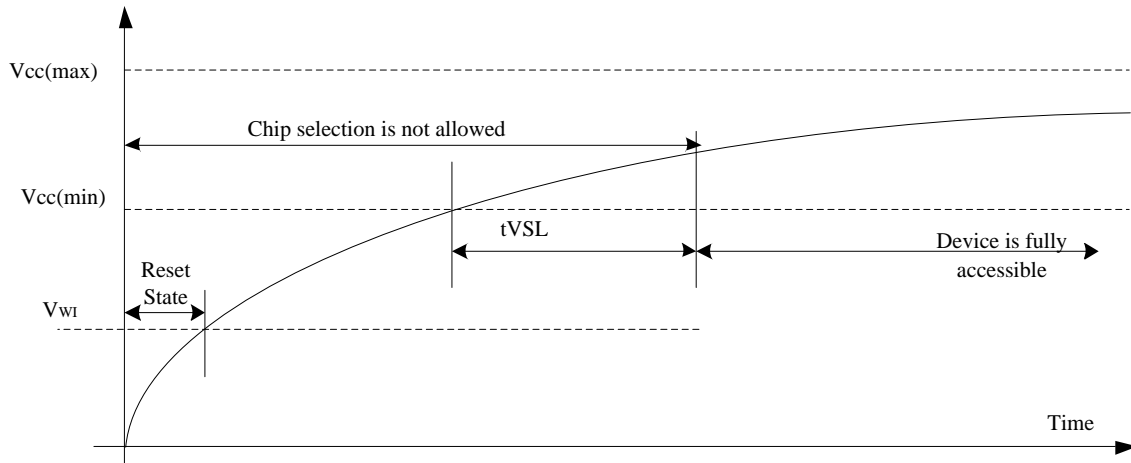 Vcc(max)
Chip selection is not allowed
Vcc(min)
tVSL
Device is fully
accessible
Reset
State
VWI
Time